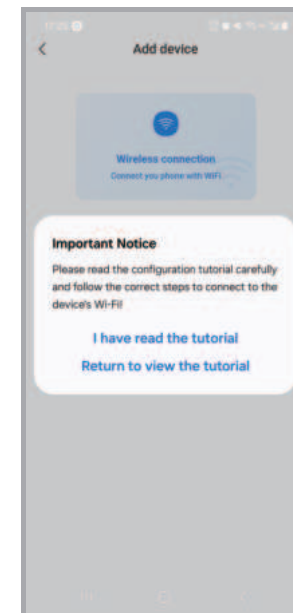 Add device
Wireless connection
Connect you phone with WiFi
Important Notice
Please read the configuration tutorial carefully
and follow the correct steps to connect to the
device's Wi-Fi!
I have read the tutorial
Return to view the tutorial